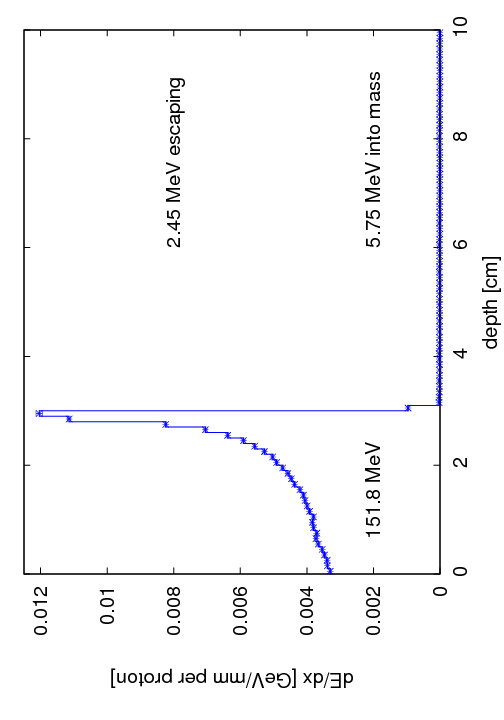 dE/dx [GeV/mm per proton]
0.012
0.01
0.008
0.006
0.004
0.002
0
2.45 MeV escaping
5.75 MeV into mass
151.8 MeV
0 2 4 6 8 10
depth [cm]